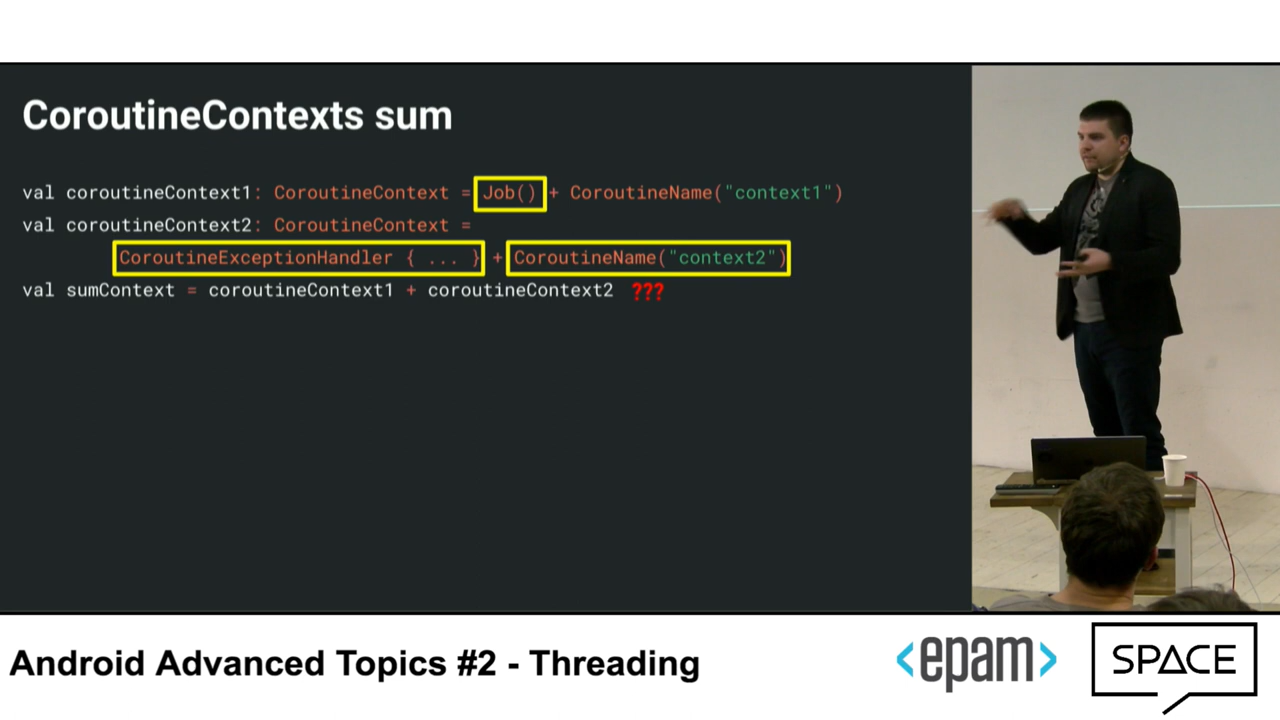 CoroutineContexts sum
val coroutineContext1: CoroutineContext = Job() + CoroutineName("context1")
val coroutineContext2: CoroutineContext =
CoroutineExceptionHandler { ... } + CoroutineName("context2")
val sumContext = coroutineContext1 + coroutineContext2 ???
Android Advanced Topics #2 - Threading
<epam>
SPACE